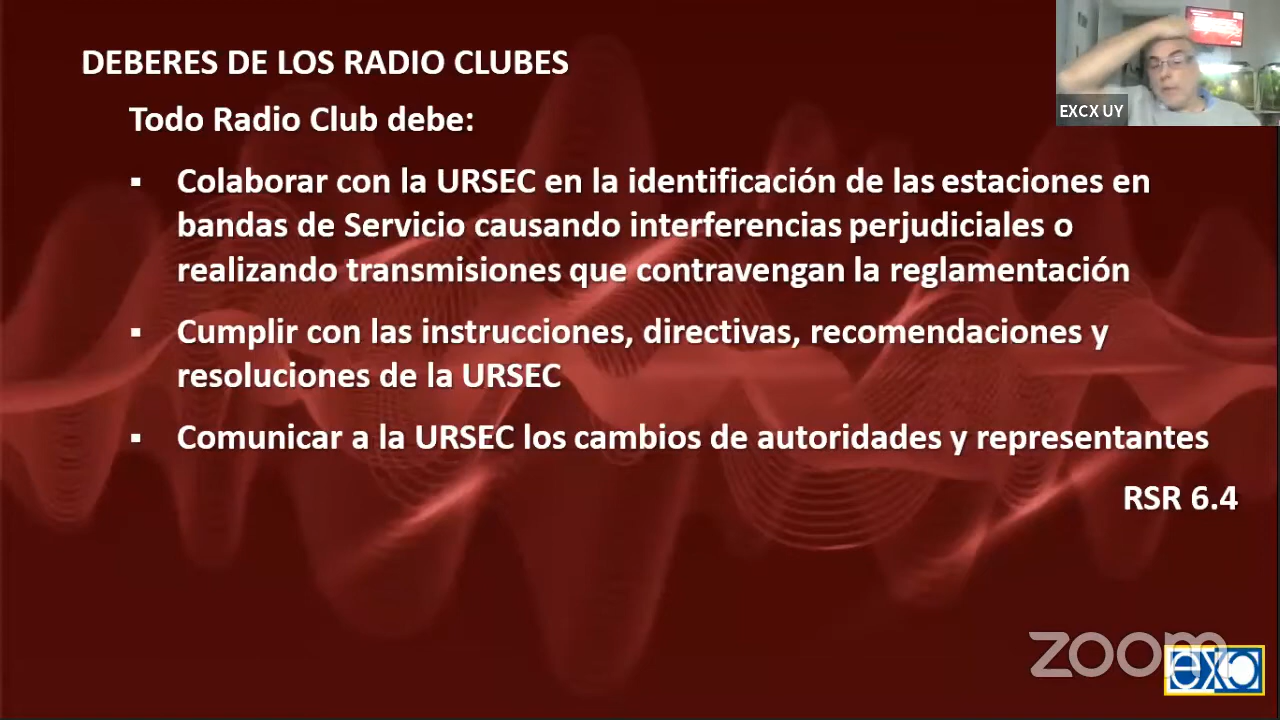 DEBERES DE LOS RADIO CLUBES
Todo Radio Club debe:
▪ Colaborar con la URSEC en la identificación de las estaciones en
bandas de Servicio causando interferencias perjudiciales o
realizando transmisiones que contravengan la reglamentación
▪ Cumplir con las instrucciones, directivas, recomendaciones y
resoluciones de la URSEC
▪ Comunicar a la URSEC los cambios de autoridades y representantes
RSR 6.4
EXCX UY
zoom
exc